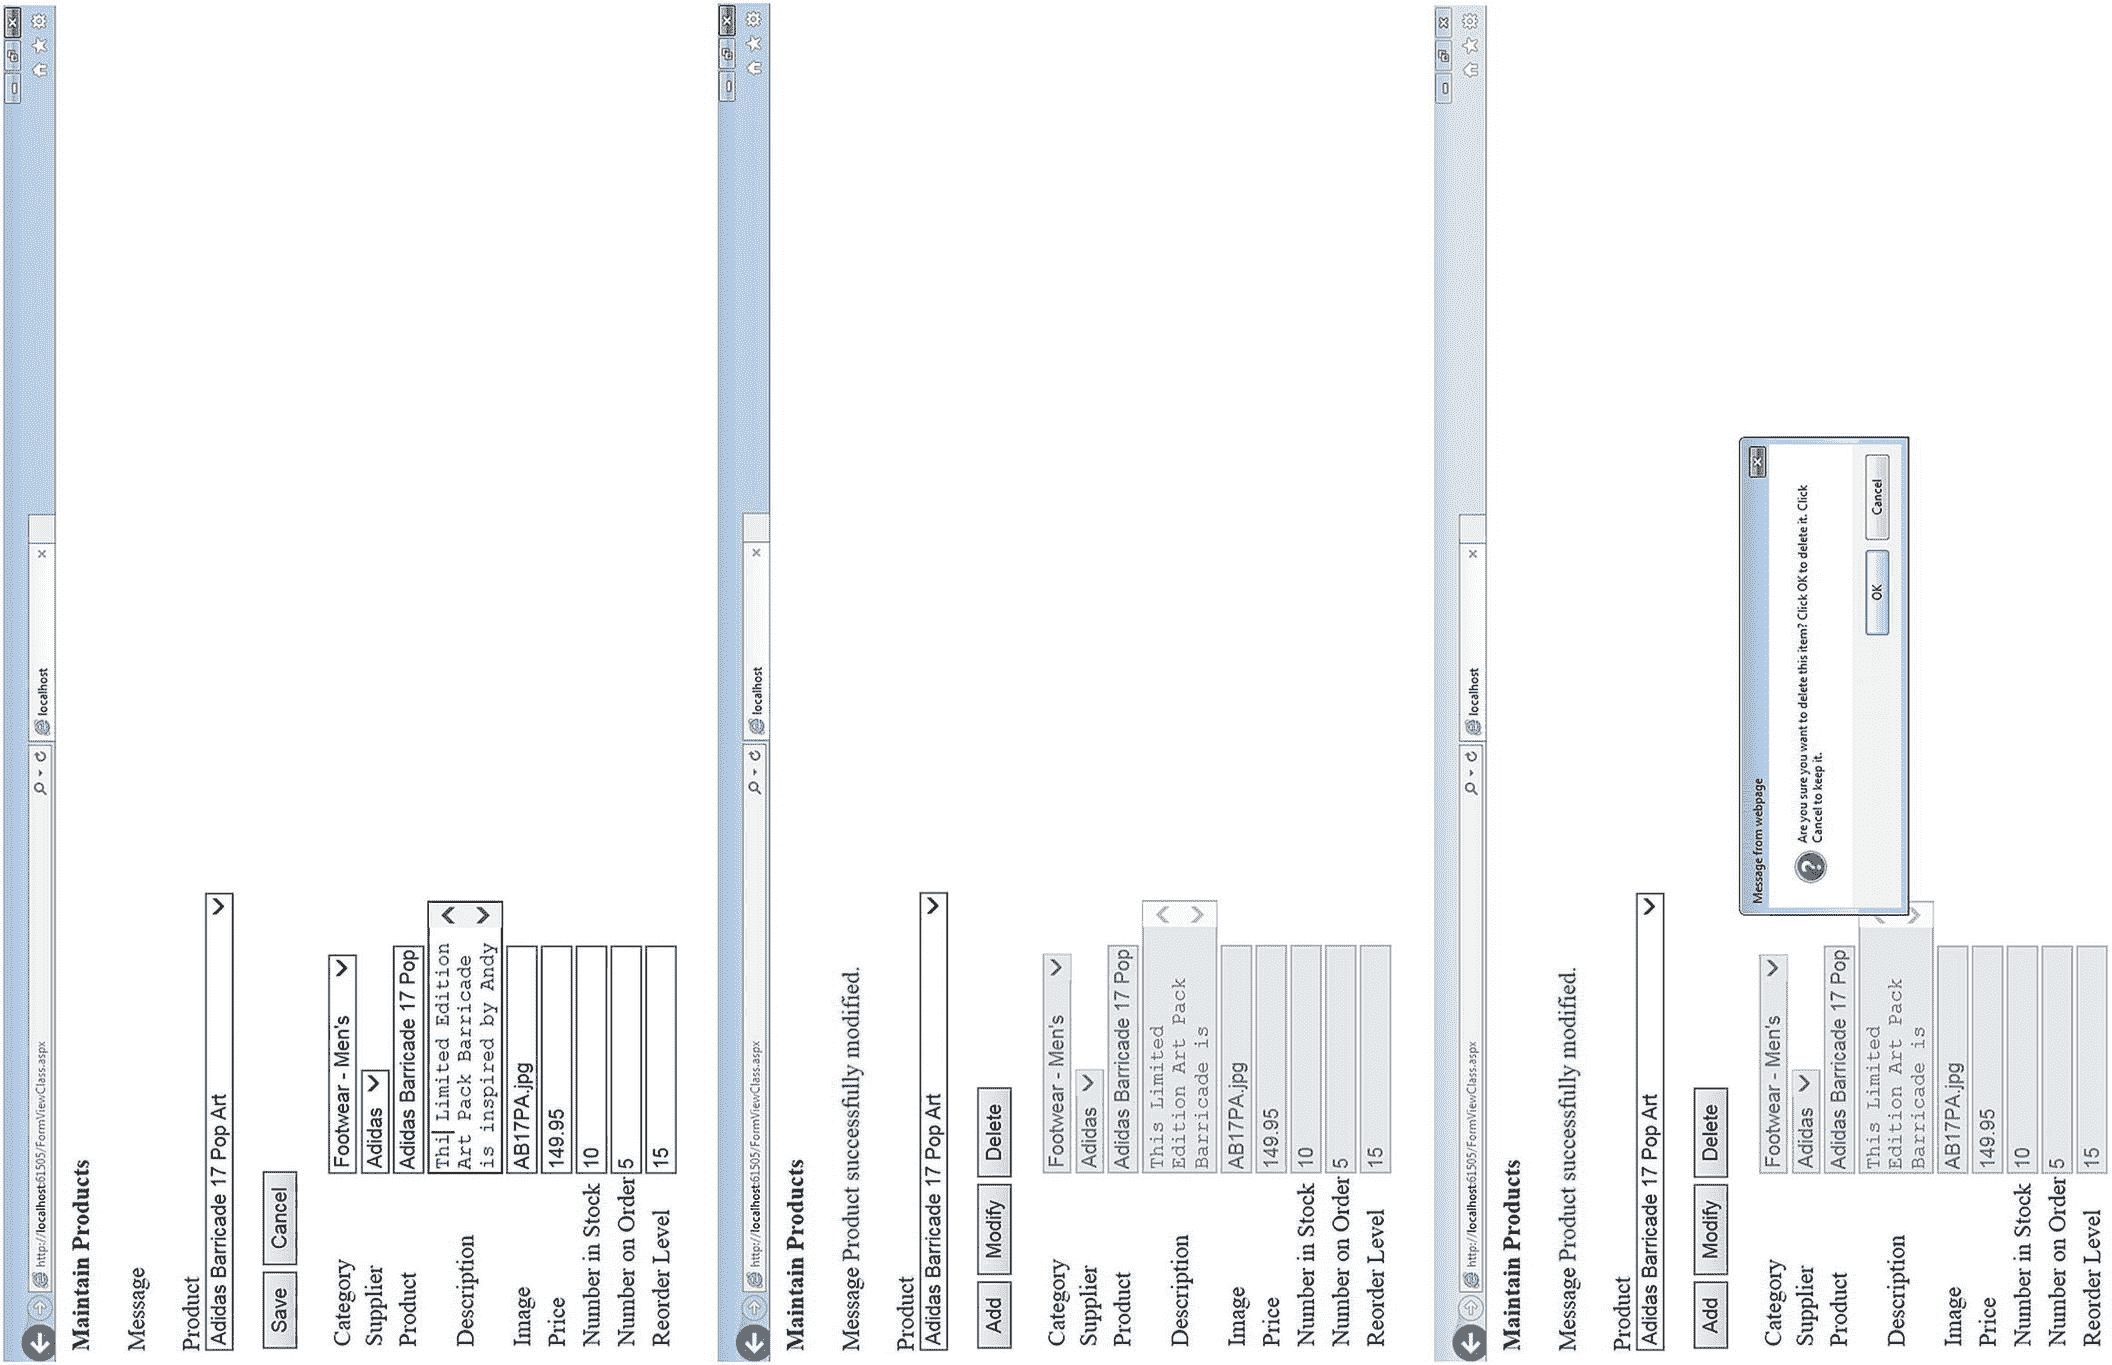 http://localhost:61505/FormViewClass.aspx
localhost
Maintain Products
Message
Product
Adidas Barricade 17 Pop Art
Save Cancel
Category Footwear - Men's
Supplier Adidas
Product Adidas Barricade 17 Pop
Description Thi Limited Edition
Art Pack Barricade
is inspired by Andy
Image AB17PA.jpg
Price 149.95
Number in Stock 10
Number on Order 5
Reorder Level 15
http://localhost:61505/FormViewClass.aspx
localhost
Maintain Products
Message Product successfully modified.
Product
Adidas Barricade 17 Pop Art
Add Modify Delete
Category Footwear - Men's
Supplier Adidas
Product Adidas Barricade 17 Pop
Description This Limited
Edition Art Pack
Barricade is
Image AB17PA.jpg
Price 149.95
Number in Stock 10
Number on Order 5
Reorder Level 15
http://localhost:61505/FormViewClass.aspx
localhost
Maintain Products
Message Product successfully modified.
Product
Adidas Barricade 17 Pop Art
Add Modify Delete
Category Footwear - Men's
Supplier Adidas
Product Adidas Barricade 17 Pop
Description This Limited
Edition Art Pack
Barricade is
Image AB17PA.jpg
Price 149.95
Number in Stock 10
Number on Order 5
Reorder Level 15
Message from webpage
Are you sure you want to delete this item? Click OK to delete it. Click
Cancel to keep it.
OK Cancel